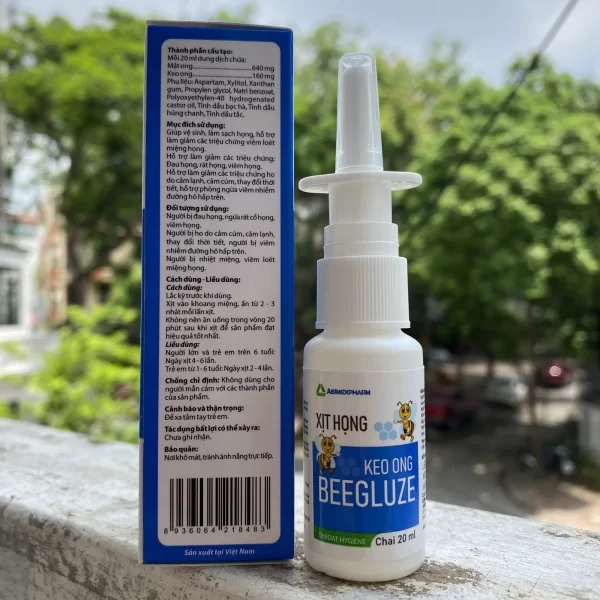 Thành phần cấu tạo:
Mỗi 20 ml dung dịch chứa:
Mật ong....................640 mg
Keo ong....................160 mg
Phụ liệu: Aspartam, Xylitol, Xanthan
gum, Propylen glycol, Natri benzoat,
Polyoxyethylen-40 hydrogenated
castor oil, Tinh dầu bạc hà, Tinh dầu
húng chanh, Tinh dầu tắc.
Mục đích sử dụng:
Giúp vệ sinh, làm sạch họng, hỗ trợ
làm giảm các triệu chứng viêm loét
miệng họng.
Hỗ trợ làm giảm các triệu chứng:
Đau họng, rát họng, viêm họng.
Hỗ trợ làm giảm các triệu chứng ho
do cảm lạnh, cảm cúm, thay đổi thời
tiết, hỗ trợ phòng ngừa viêm nhiễm
đường hô hấp trên.
Đối tượng sử dụng:
Người bị đau họng, ngứa rát cổ họng,
viêm họng.
Người bị ho do cảm cúm, cảm lạnh,
thay đổi thời tiết, người bị viêm
nhiễm đường hô hấp trên.
Người bị nhiệt miệng, viêm loét
miệng họng.
Cách dùng - Liều dùng:
Cách dùng:
Lắc kỹ trước khi dùng.
Xịt vào khoang miệng, ấn từ 2 - 3
nhát mỗi lần xịt.
Không nên ăn uống trong vòng 20
phút sau khi xịt để sản phẩm đạt
hiệu quả tốt nhất.
Liều dùng:
Người lớn và trẻ em trên 6 tuổi:
Ngày xịt 4 - 6 lần.
Trẻ em từ 1 - 6 tuổi: Ngày xịt 2 - 4 lần.
Chống chỉ định: Không dùng cho
người mẫn cảm với các thành phần
của sản phẩm.
Cảnh báo và thận trọng:
Để xa tầm tay trẻ em.
Tác dụng bất lợi có thể xảy ra:
Chưa ghi nhận.
Bảo quản:
Nơi khô mát, tránh ánh nắng trực tiếp.
8 936064 218483
Sản xuất tại Việt Nam
AGIMEXPHARM
XỊT HỌNG
KEO ONG
BEEGLUZE
THROAT HYGIENE
Chai 20 ml